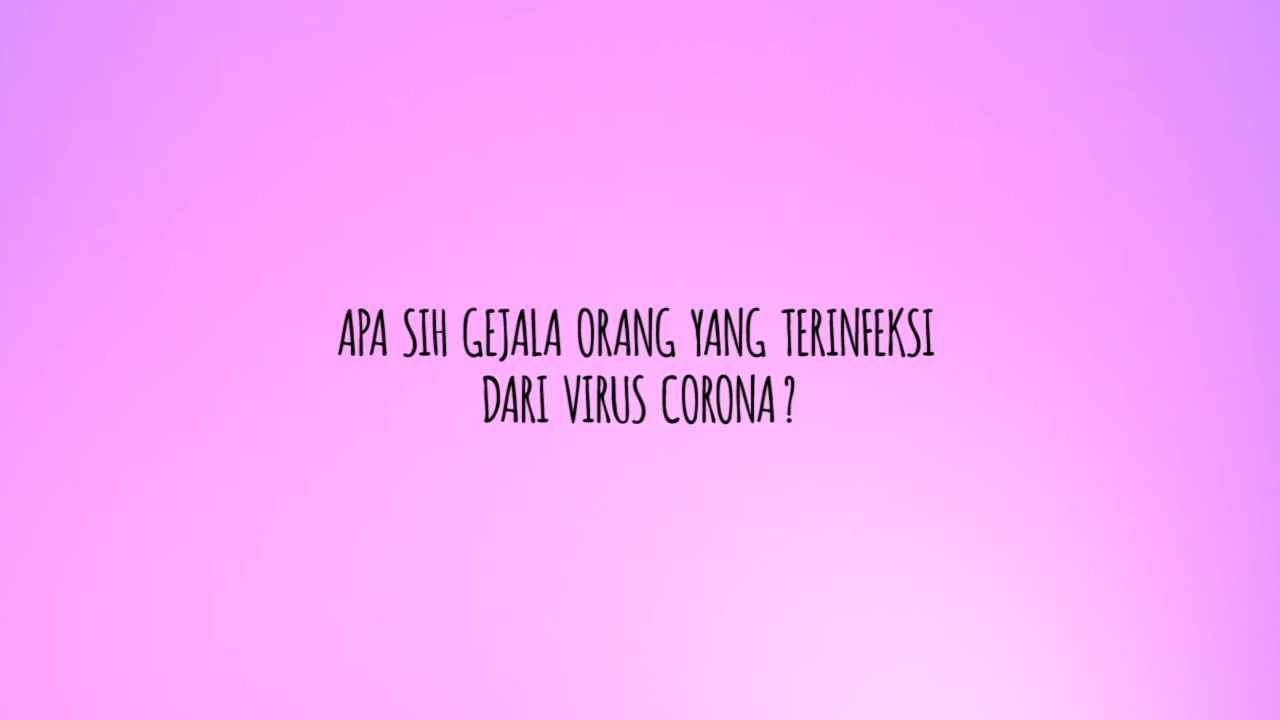 APA SIH GEJALA ORANG YANG TERINFEKSI
DARI VIRUS CORONA ?